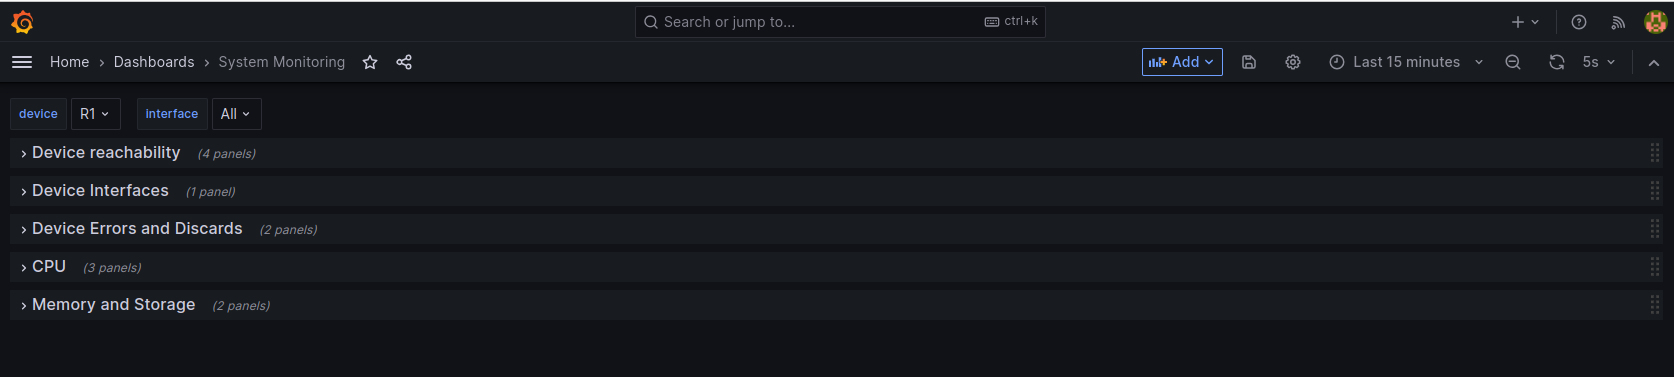 Search or jump to... ctrl+k
Home › Dashboards › System Monitoring Add Last 15 minutes 5s
device R1 interface All
Device reachability (4 panels)
Device Interfaces (1 panel)
Device Errors and Discards (2 panels)
CPU (3 panels)
Memory and Storage (2 panels)